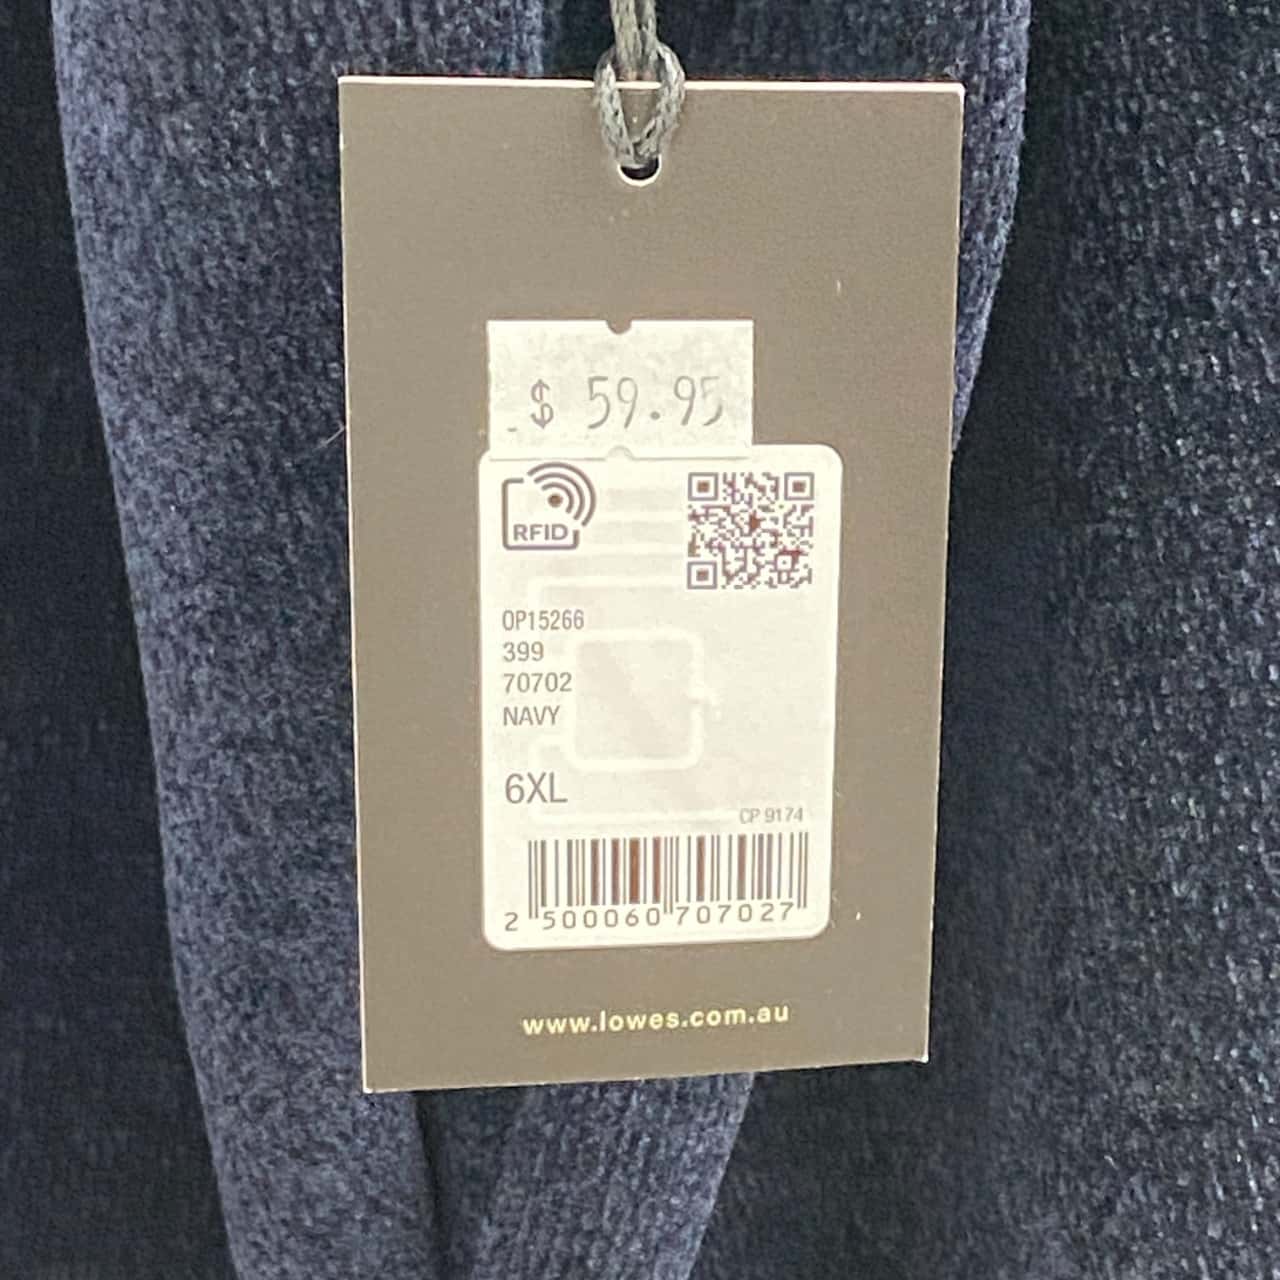 $ 59.95
RFID
OP15266
399
70702
NAVY
6XL
CP 9174
2 500060 707027
www.lowes.com.au